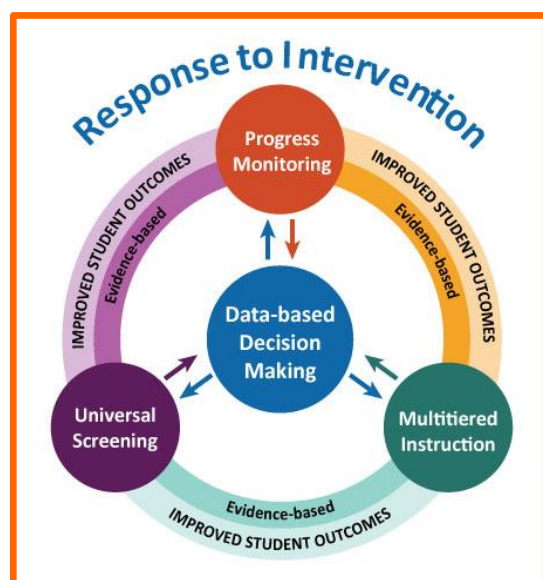 Response to Intervention
Progress
Monitoring
IMPROVED STUDENT OUTCOMES
Evidence-based
IMPROVED STUDENT OUTCOMES
Evidence-based
Data-based
Decision
Making
Universal
Screening
Multitiered
Instruction
Evidence-based
IMPROVED STUDENT OUTCOMES